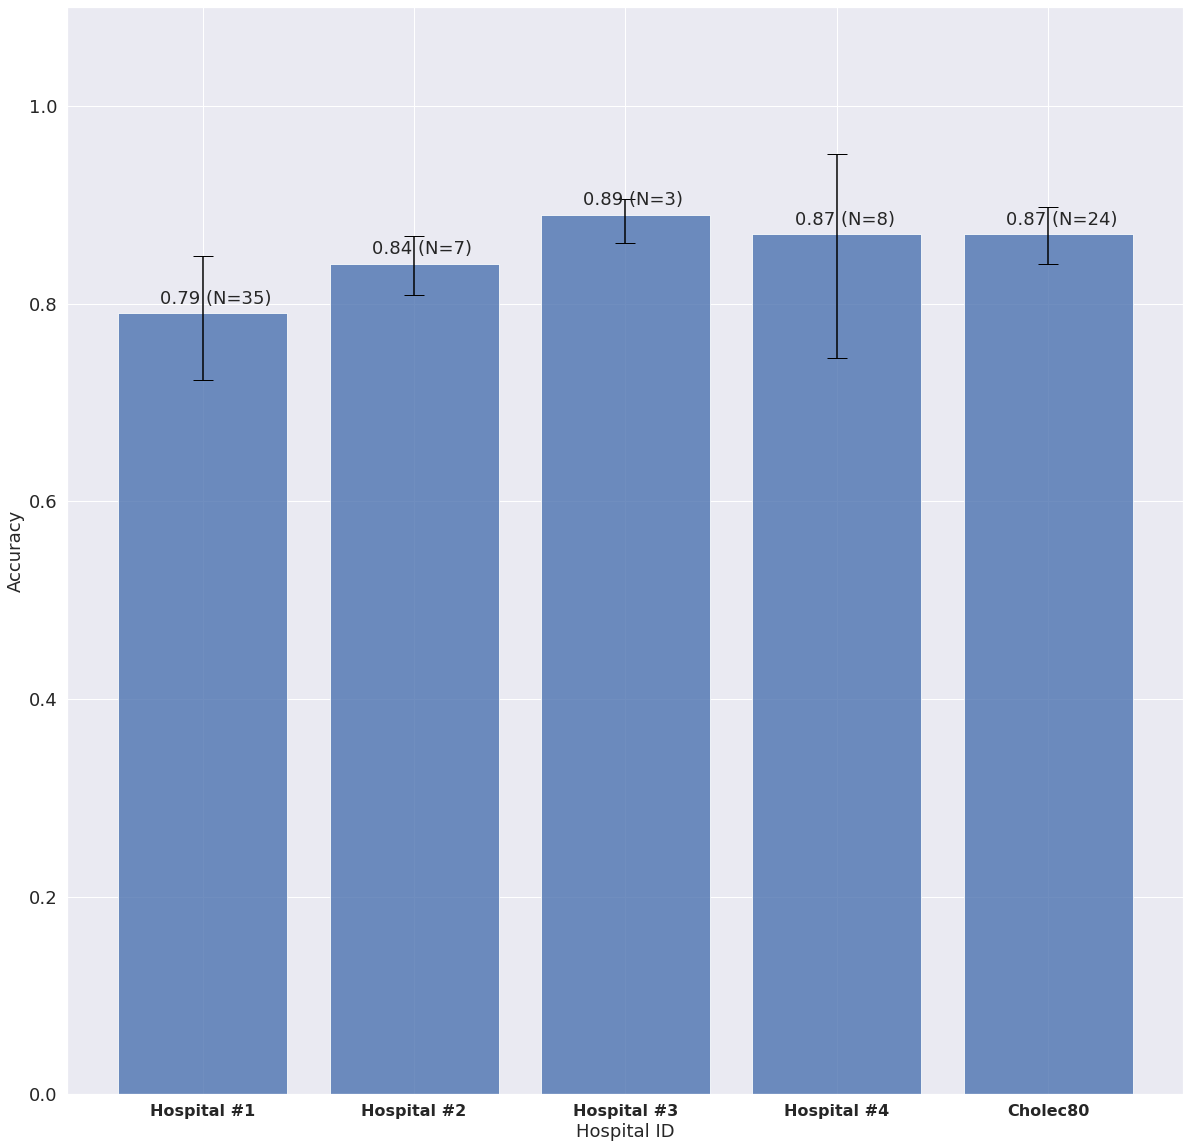 1.0
0.8
0.6
0.4
0.2
0.0
Accuracy
0.79 (N=35)
0.84 (N=7)
0.89 (N=3)
0.87 (N=8)
0.87 (N=24)
Hospital #1
Hospital #2
Hospital #3
Hospital #4
Cholec80
Hospital ID